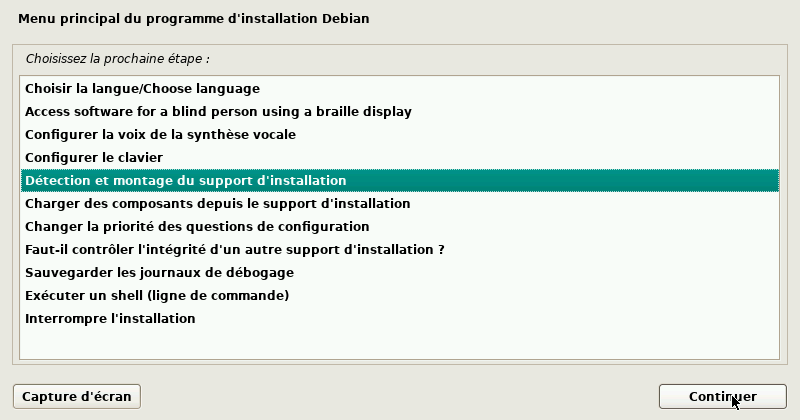 Menu principal du programme d'installation Debian
Choisissez la prochaine étape :
Choisir la langue/Choose language
Access software for a blind person using a braille display
Configurer la voix de la synthèse vocale
Configurer le clavier
Détection et montage du support d'installation
Charger des composants depuis le support d'installation
Changer la priorité des questions de configuration
Faut-il contrôler l'intégrité d'un autre support d'installation ?
Sauvegarder les journaux de débogage
Exécuter un shell (ligne de commande)
Interrompre l'installation
Capture d'écran
Continuer